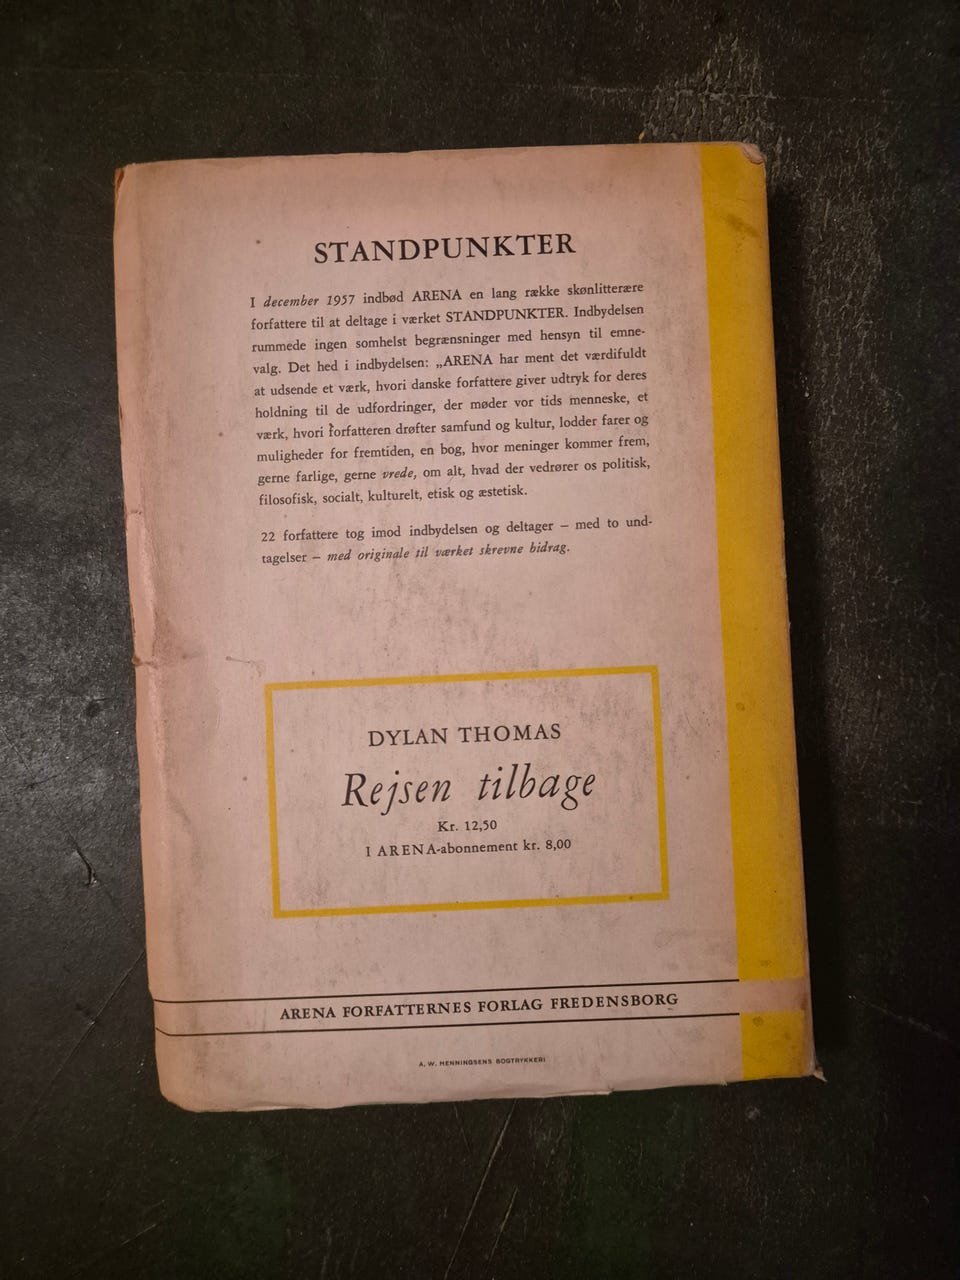 STANDPUNKTER
I december 1957 indbød ARENA en lang række skønlitterære
forfattere til at deltage i værket STANDPUNKTER. Indbydelsen
rummede ingen somhelst begrænsninger med hensyn til emne-
valg. Det hed i indbydelsen: „ARENA har ment det værdifuldt
at udsende et værk, hvori danske forfattere giver udtryk for deres
holdning til de udfordringer, der møder vor tids menneske, et
værk, hvori forfatteren drøfter samfund og kultur, lodder farer og
muligheder for fremtiden, en bog, hvor meninger kommer frem,
gerne farlige, gerne vrede, om alt, hvad der vedrører os politisk,
filosofisk, socialt, kulturelt, etisk og æstetisk.
22 forfattere tog imod indbydelsen og deltager – med to und-
tagelser – med originale til værket skrevne bidrag.
DYLAN THOMAS
Rejsen tilbage
Kr. 12,50
I ARENA-abonnement kr. 8,00
ARENA FORFATTERNES FORLAG FREDENSBORG
A. W. HENNINGSENS BOGTRYKKERI